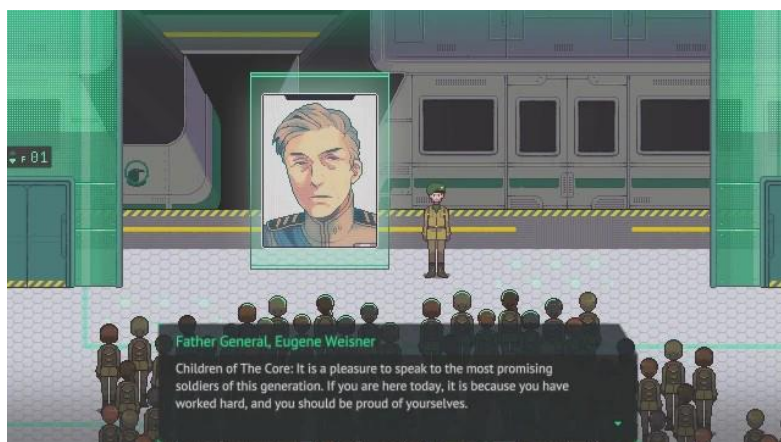 F 01
Father General, Eugene Weisner
Children of The Core: It is a pleasure to speak to the most promising
soldiers of this generation. If you are here today, it is because you have
worked hard, and you should be proud of yourselves.